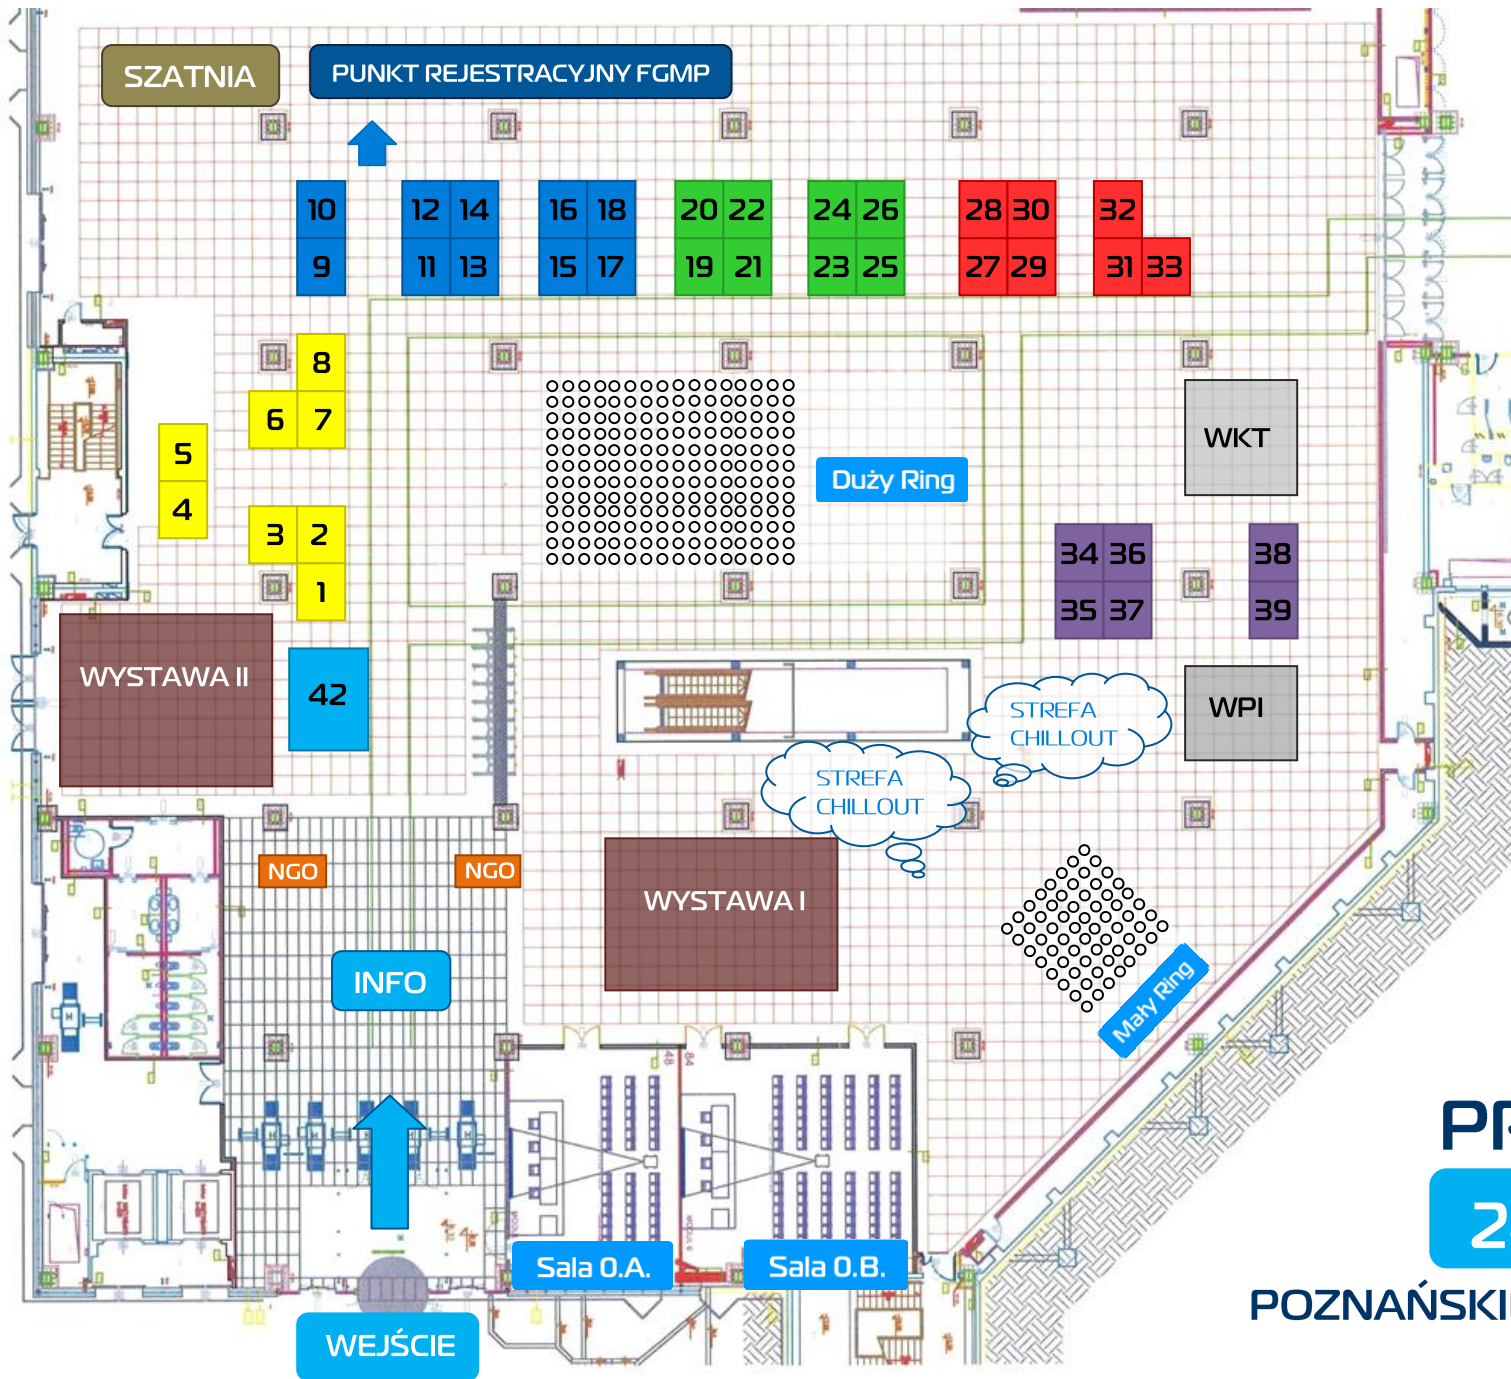 SZATNIA
PUNKT REJESTRACYJNY FGMP
10 12 14 16 18 20 22 24 26 28 30 32
9 11 13 15 17 19 21 23 25 27 29 31 33
8
6 7
5
4
3 2
1
WKT
Duży Ring
34 36 38
35 37 39
WYSTAWA II
42
STREFA
CHILLOUT
WPI
STREFA
CHILLOUT
NGO NGO
WYSTAWA I
INFO
Mały Ring
48
84
PR
2
Sala 0.A.
Sala 0.B.
POZNAŃSKI
WEJŚCIE